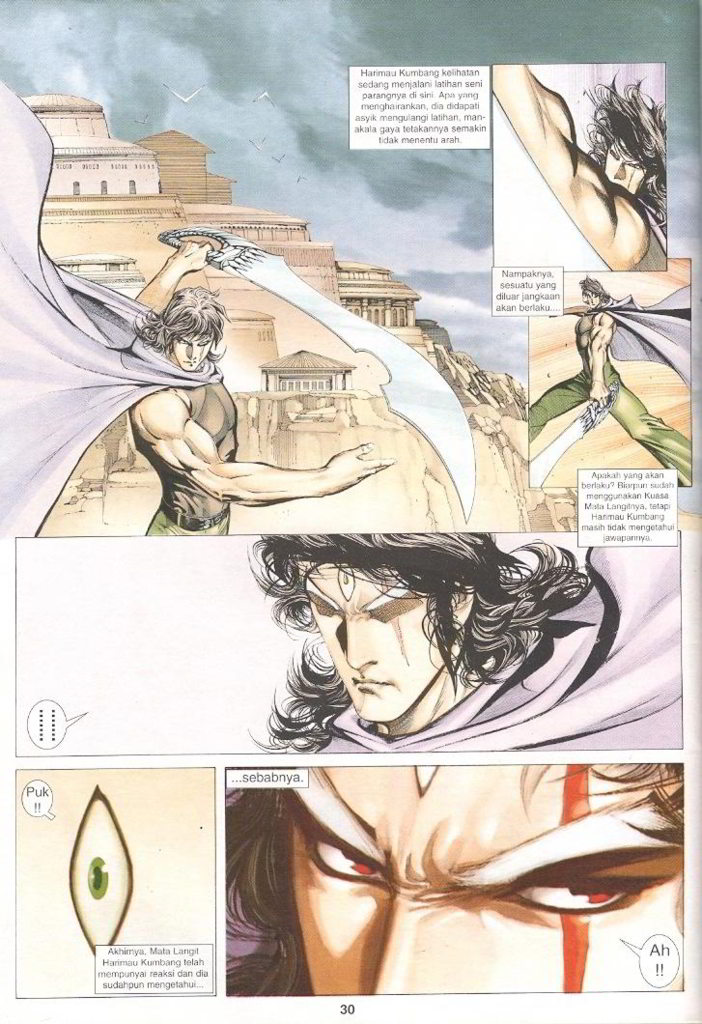 Harimau Kumbang kelihatan
sedang menjalani latihan seni
parangnya di sini. Apa yang
menghairankan, dia didapati
asyik mengulangi latihan, man-
akala gaya tetakannya semakin
tidak menentu arah.
Nampaknya,
sesuatu yang
diluar jangkaan
akan berlaku....
Apakah yang akan
berlaku? Biarpun sudah
menggunakan Kuasa
Mata Langitnya, tetapi
Harimau Kumbang
masih tidak mengetahui
jawapannya.
Puk
!!
Akhirnya, Mata Langit
Harimau Kumbang telah
mempunyai reaksi dan dia
sudahpun mengetahui...
...sebabnya.
Ah
!!
30